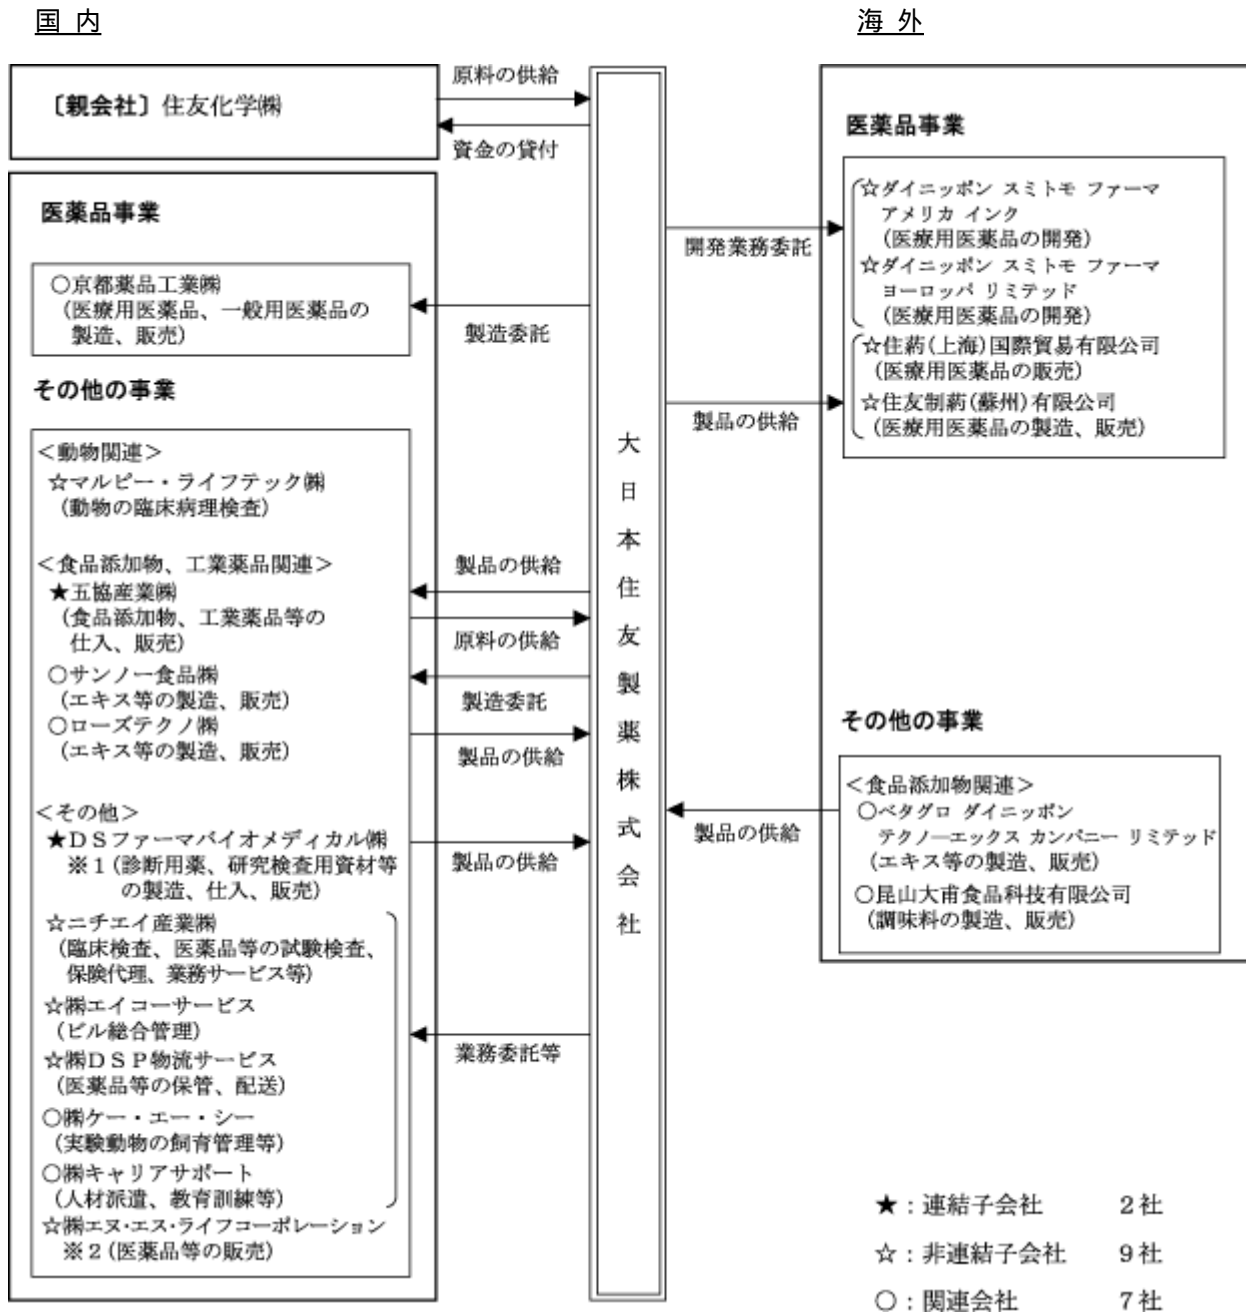 国 内
海 外
〔親会社〕住友化学㈱
原料の供給
資金の貸付
医薬品事業
○京都薬品工業㈱
(医療用医薬品、一般用医薬品の
製造、販売)
製造委託
その他の事業
＜動物関連＞
☆マルピー・ライフテック㈱
(動物の臨床病理検査)
＜食品添加物、工業薬品関連＞
★五協産業㈱
(食品添加物、工業薬品等の
仕入、販売)
製品の供給
原料の供給
○サンノー食品㈱
(エキス等の製造、販売)
○ローズテクノ㈱
(エキス等の製造、販売)
製造委託
製品の供給
＜その他＞
★ＤＳファーマバイオメディカル㈱
※１(診断用薬、研究検査用資材等
の製造、仕入、販売)
製品の供給
☆ニチエイ産業㈱
(臨床検査、医薬品等の試験検査、
保険代理、業務サービス等)
☆㈱エイコーサービス
(ビル総合管理)
☆㈱ＤＳＰ物流サービス
(医薬品等の保管、配送)
○㈱ケー・エー・シー
(実験動物の飼育管理等)
○㈱キャリアサポート
(人材派遣、教育訓練等)
業務委託等
☆㈱エヌ・エス・ライフコーポレーション
※２(医薬品等の販売)
大日本住友製薬株式会社
医薬品事業
☆ダイニッポン スミトモ ファーマ
アメリカ インク
(医療用医薬品の開発)
☆ダイニッポン スミトモ ファーマ
ヨーロッパ リミテッド
(医療用医薬品の開発)
開発業務委託
☆住葯(上海)国際貿易有限公司
(医療用医薬品の販売)
☆住友制葯(蘇州)有限公司
(医療用医薬品の製造、販売)
製品の供給
その他の事業
＜食品添加物関連＞
○ベタグロ ダイニッポン
テクノ―エックス カンパニー リミテッド
(エキス等の製造、販売)
○昆山大甫食品科技有限公司
(調味料の製造、販売)
製品の供給
★：連結子会社 ２社
☆：非連結子会社 ９社
○：関連会社 ７社